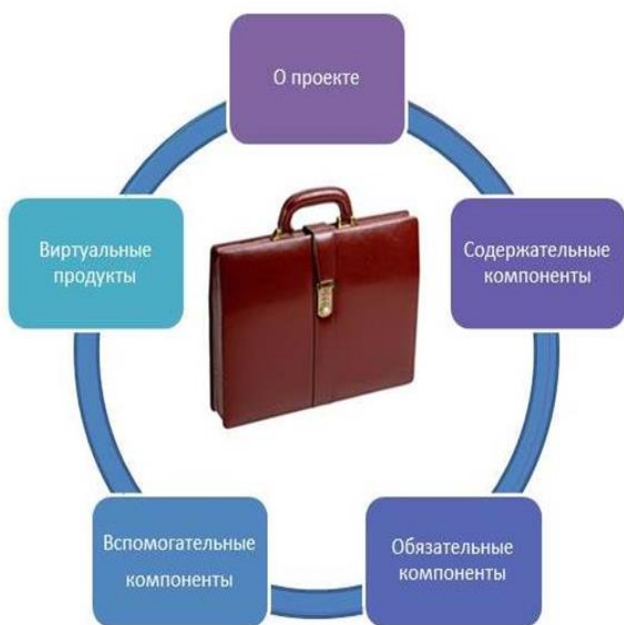 О проекте
Содержательные
компоненты
Обязательные
компоненты
Вспомогательные
компоненты
Виртуальные
продукты